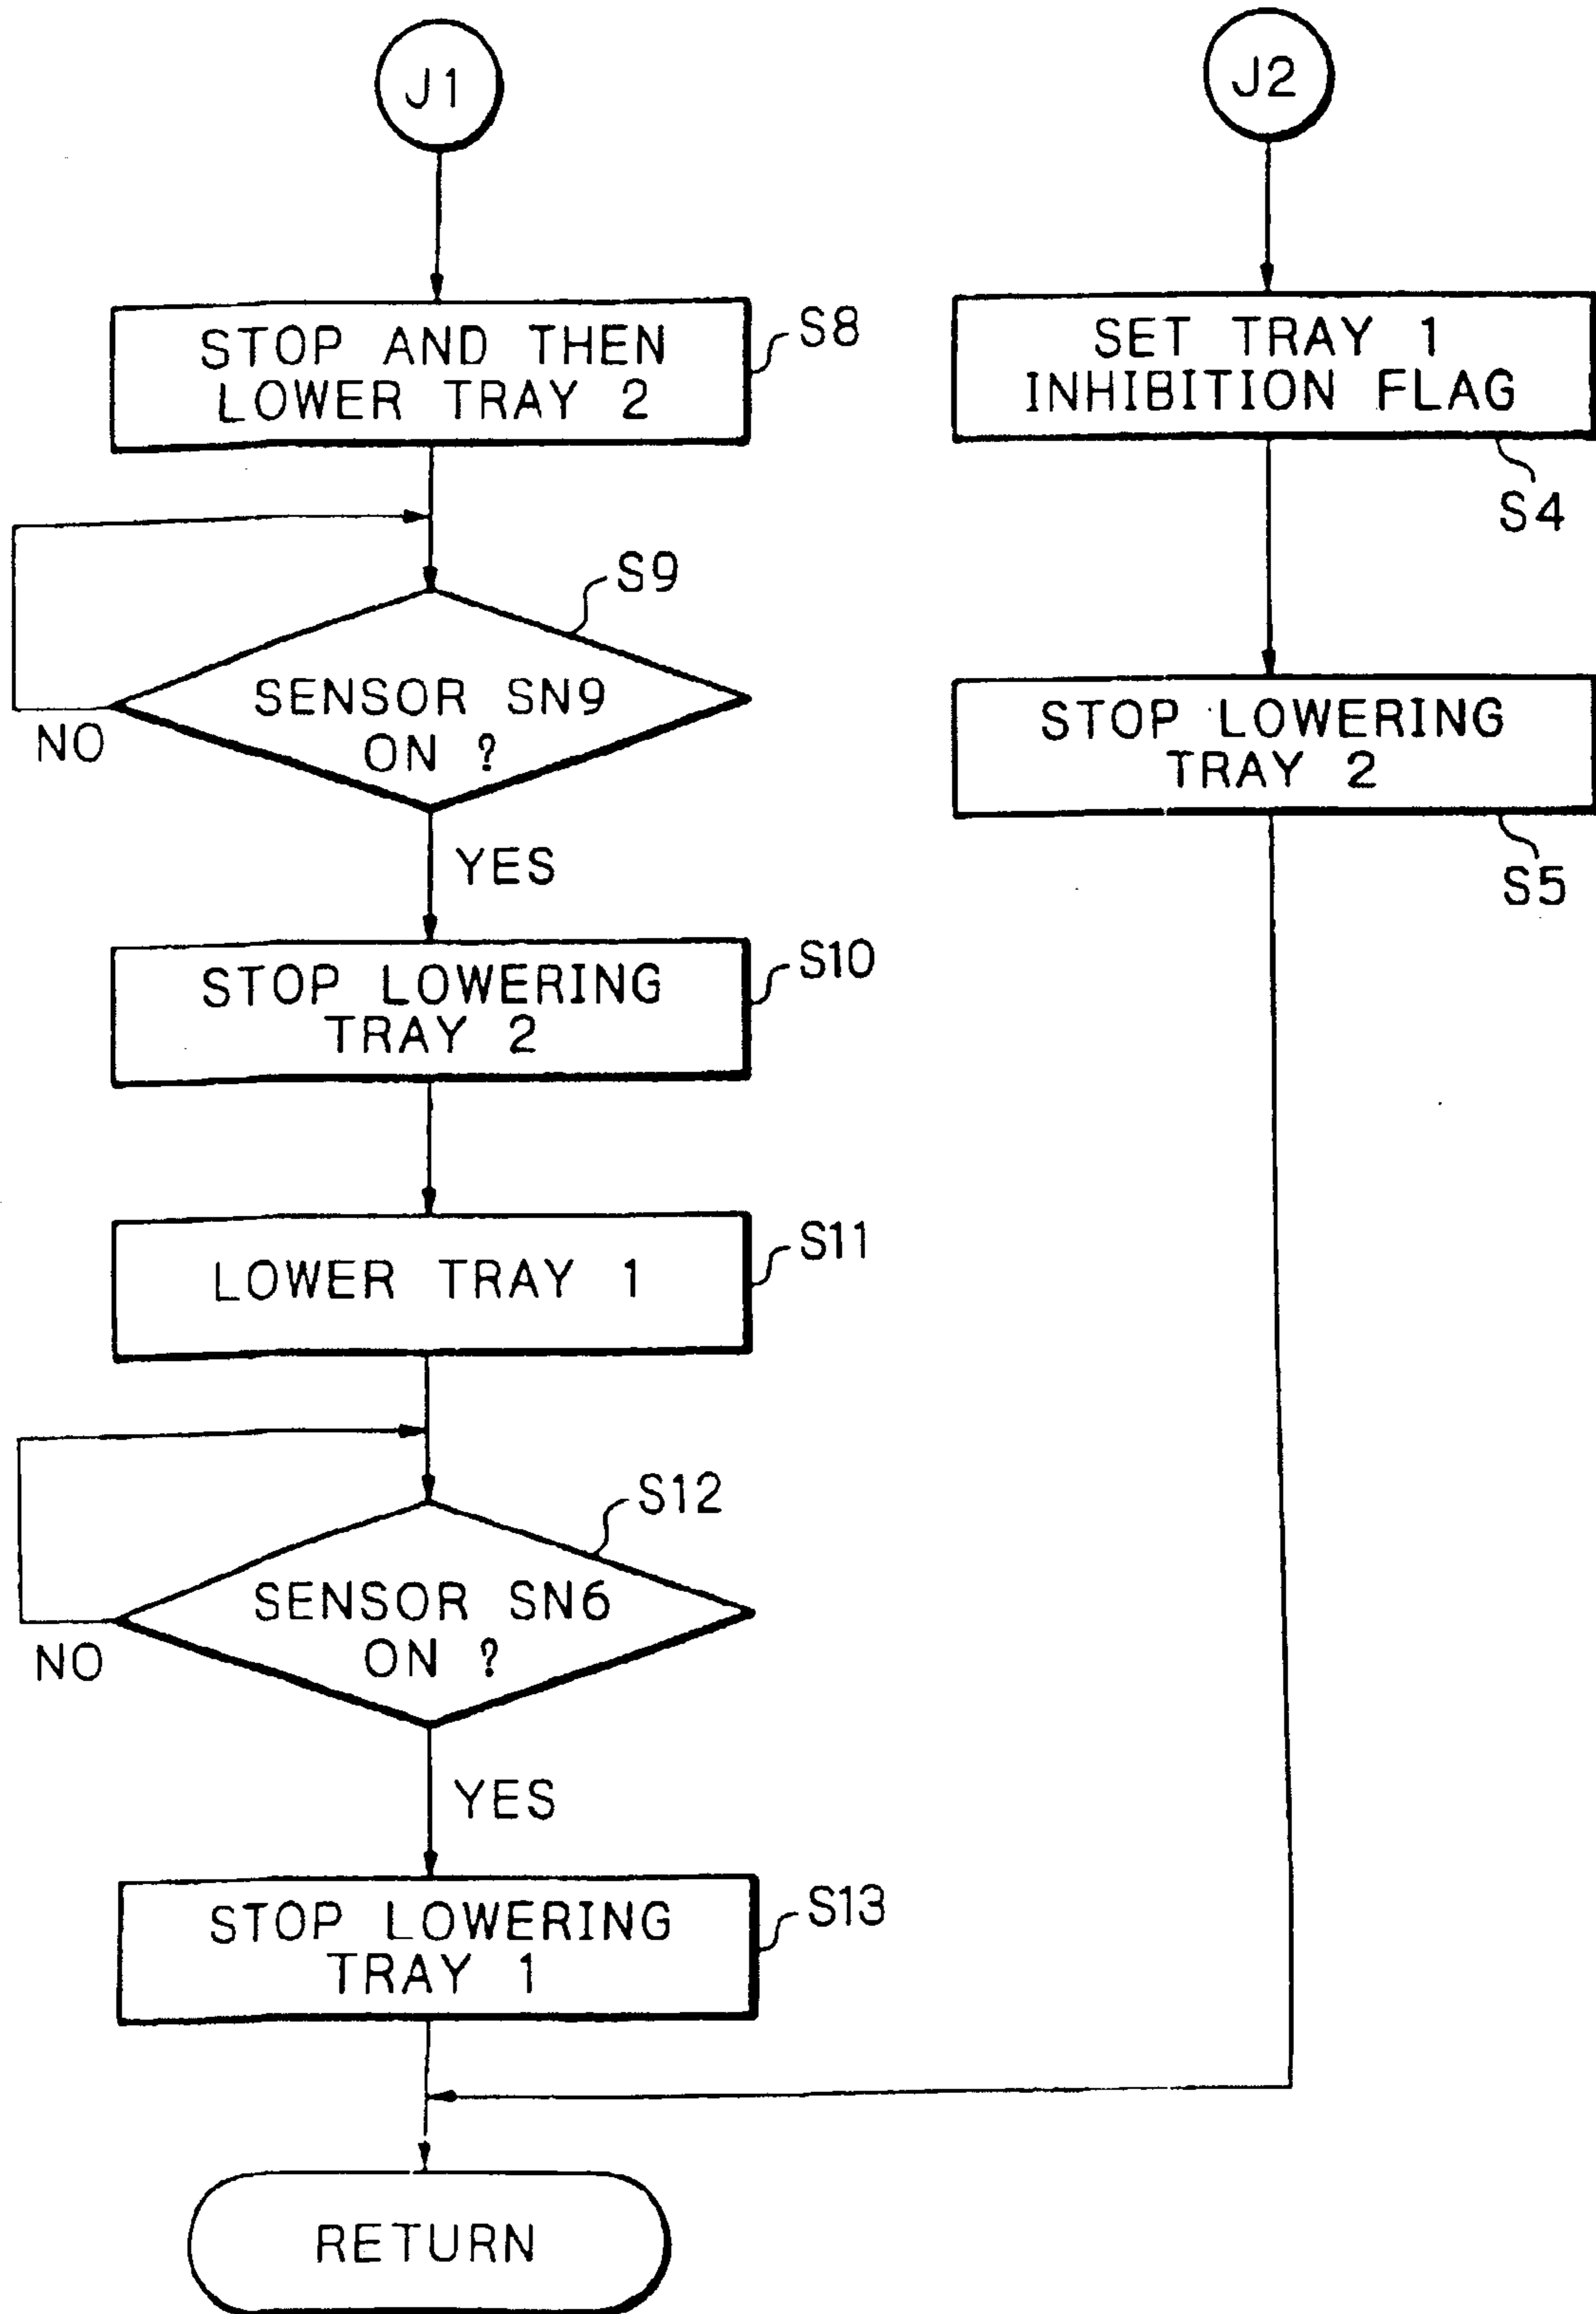 J1
STOP AND THEN
LOWER TRAY 2
S8
S9
SENSOR SN9
ON ?
NO
YES
STOP LOWERING
TRAY 2
S10
LOWER TRAY 1
S11
S12
SENSOR SN6
ON ?
NO
YES
STOP LOWERING
TRAY 1
S13
RETURN
J2
SET TRAY 1
INHIBITION FLAG
S4
STOP LOWERING
TRAY 2
S5